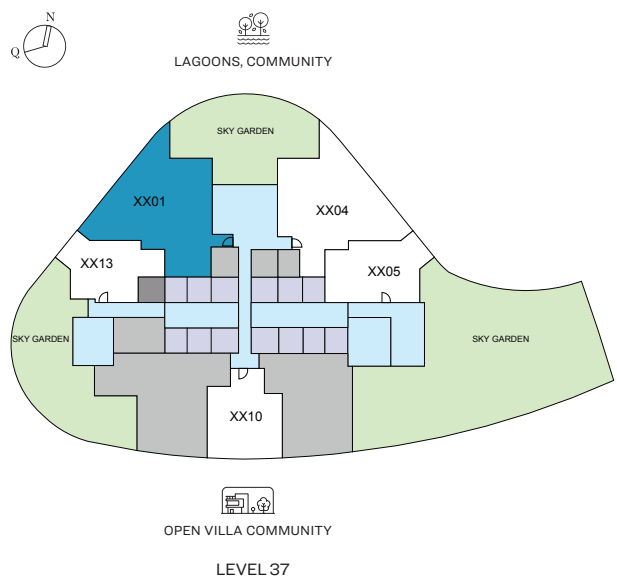 N
Q
LAGOONS, COMMUNITY
SKY GARDEN
XX01
XX04
XX13
XX05
SKY GARDEN
SKY GARDEN
XX10
OPEN VILLA COMMUNITY
LEVEL 37